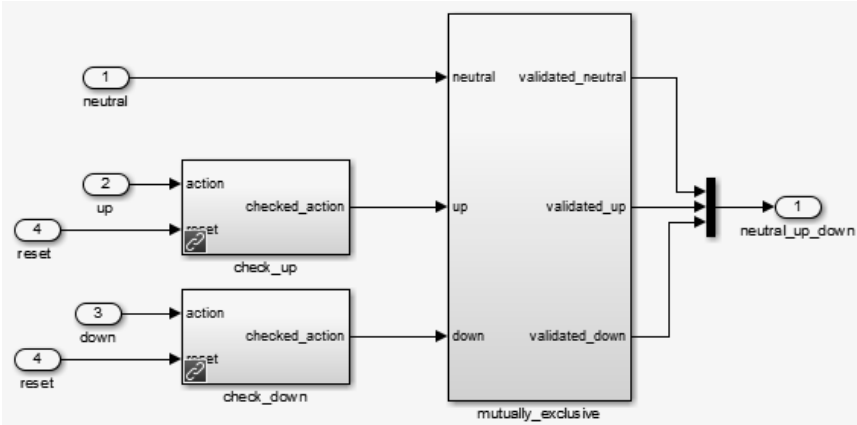 1
neutral
2
up
4
reset
action
reset
checked_action
check_up
3
down
4
reset
action
reset
checked_action
check_down
neutral
up
down
validated_neutral
validated_up
validated_down
mutually_exclusive
1
neutral_up_down